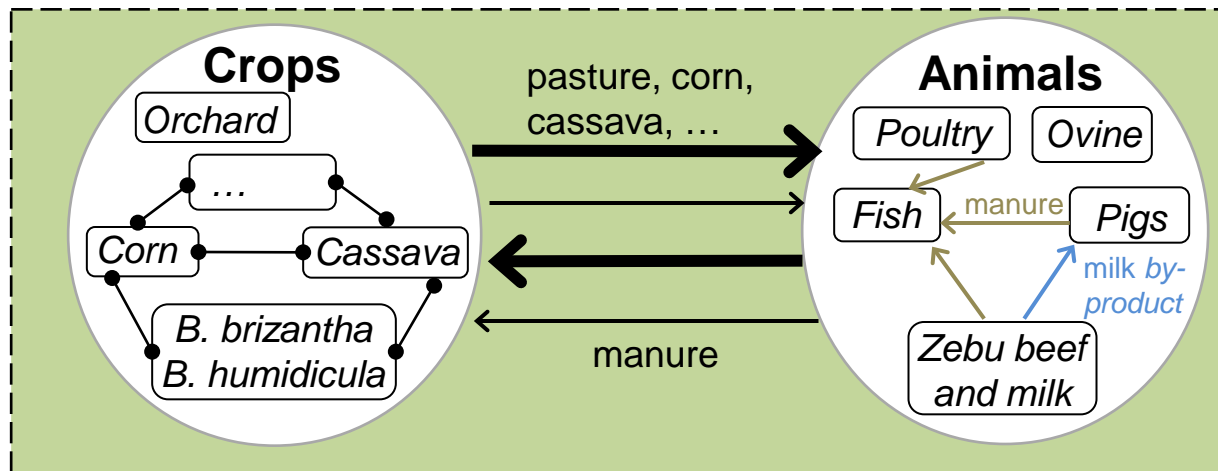 Crops
Orchard
…
Corn
Cassava
B. brizantha
B. humidicula
pasture, corn,
cassava, …
manure
Animals
Poultry
Ovine
Fish
manure
Pigs
milk by-
product
Zebu beef
and milk